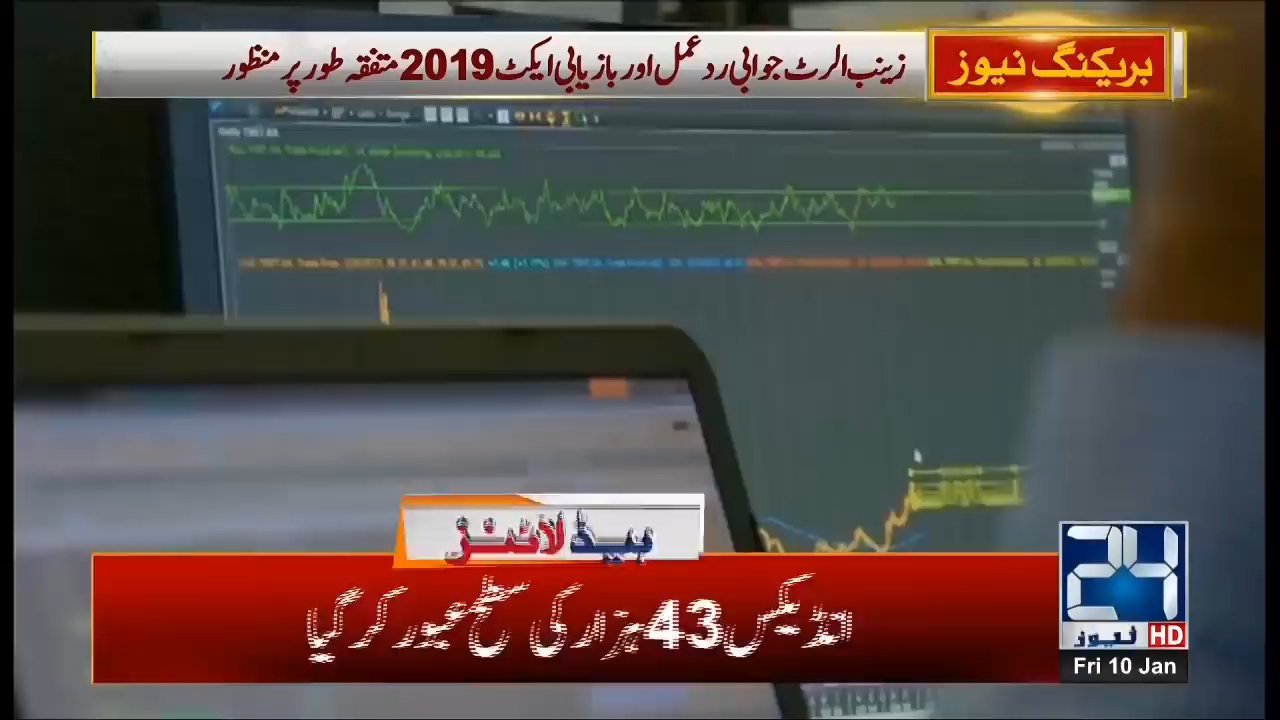 زینب الرٹ جوابی رد عمل اور بازیابی ایکٹ 2019 متفقہ طور پر منظور
بریکنگ نیوز
ہیڈ لائنز
انڈیکس 43 ہزار کی سطح عبور کر گیا
24
نیوز HD
Fri 10 Jan